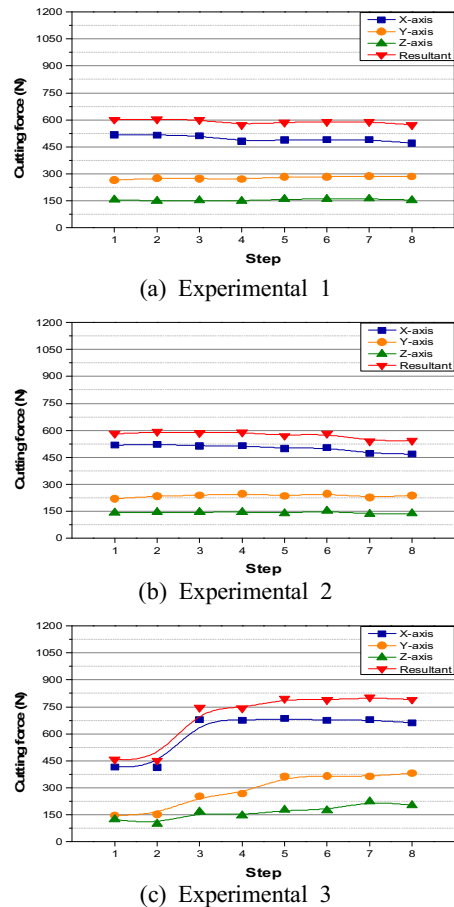 1200
1050
900
750
600
450
300
150
0
Cutting force (N)
X-axis
Y-axis
Z-axis
Resultant
1 2 3 4 5 6 7 8
Step
(a) Experimental 1
1200
1050
900
750
600
450
300
150
0
Cuttting force (N)
X-axis
Y-axis
Z-axis
Resultant
1 2 3 4 5 6 7 8
Step
(b) Experimental 2
1200
1050
900
750
600
450
300
150
0
Cutting force (N)
X-axis
Y-axis
Z-axis
Resultant
1 2 3 4 5 6 7 8
Step
(c) Experimental 3